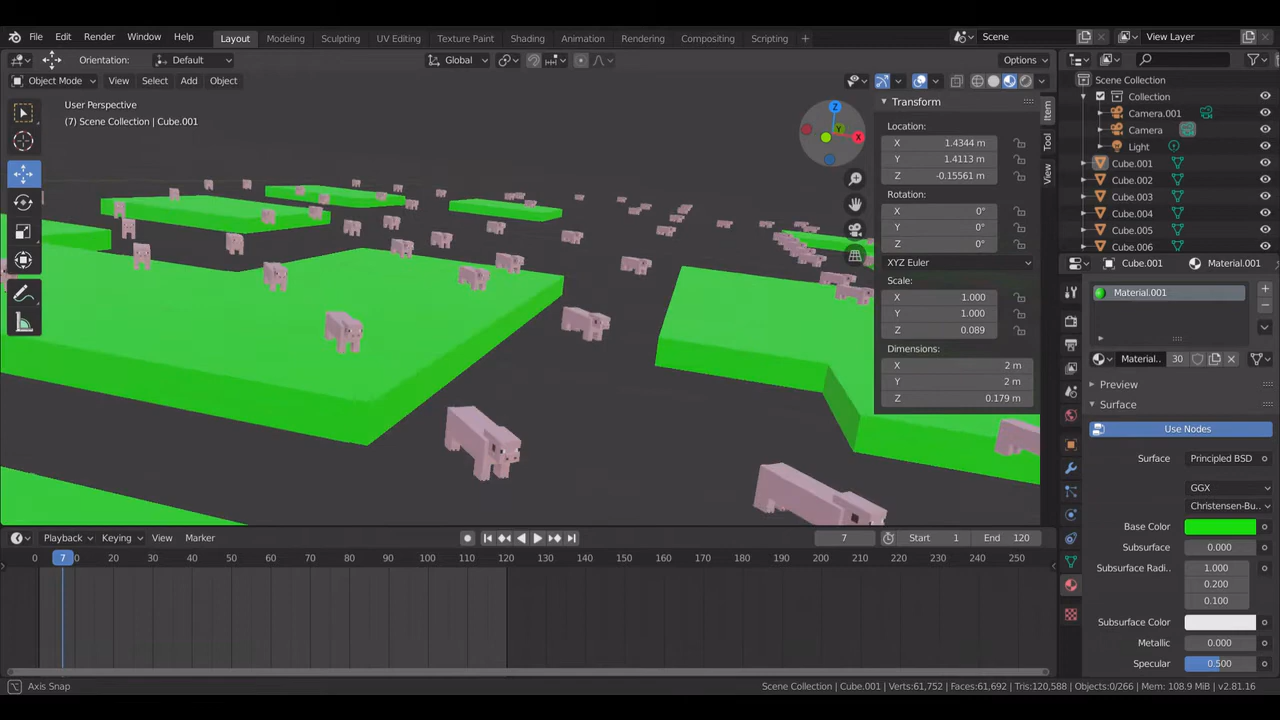 File Edit Render Window Help Layout Modeling Sculpting UV Editing Texture Paint Shading Animation Rendering Compositing Scripting + Scene View Layer
Orientation: Default Global Options
Object Mode View Select Add Object
Scene Collection
Collection
Camera.001
Camera
Light
Cube.001
Cube.002
Cube.003
Cube.004
Cube.005
Cube.006
User Perspective
(7) Scene Collection | Cube.001
Z
Y
X
Transform
Location:
X 1.4344 m
Y 1.4113 m
Z -0.15561 m
Rotation:
X 0°
Y 0°
Z 0°
XYZ Euler
Scale:
X 1.000
Y 1.000
Z 0.089
Dimensions:
X 2 m
Y 2 m
Z 0.179 m
Item
Tool
View
Cube.001 Material.001
Material.001
Material.. 30
Preview
Surface
Use Nodes
Surface Principled BSD
GGX
Christensen-Bu..
Base Color
Subsurface 0.000
Subsurface Radi.. 1.000
0.200
0.100
Subsurface Color
Metallic 0.000
Specular 0.500
Playback Keying View Marker 7 Start 1 End 120
0 7 0 20 30 40 50 60 70 80 90 100 110 120 130 140 150 160 170 180 190 200 210 220 230 240 250
Axis Snap
Scene Collection | Cube.001 | Verts:61,752 | Faces:61,692 | Tris:120,588 | Objects:0/266 | Mem: 108.9 MiB | v2.81.16